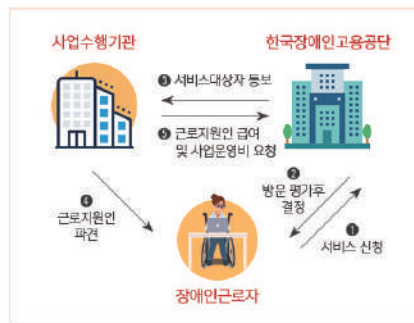 사업수행기관
한국장애인고용공단
❸ 서비스대상자 통보
❺ 근로지원인 급여
및 사업운영비 요청
❹
근로지원인
파견
❷
방문 평가후
결정
❶
서비스 신청
장애인근로자